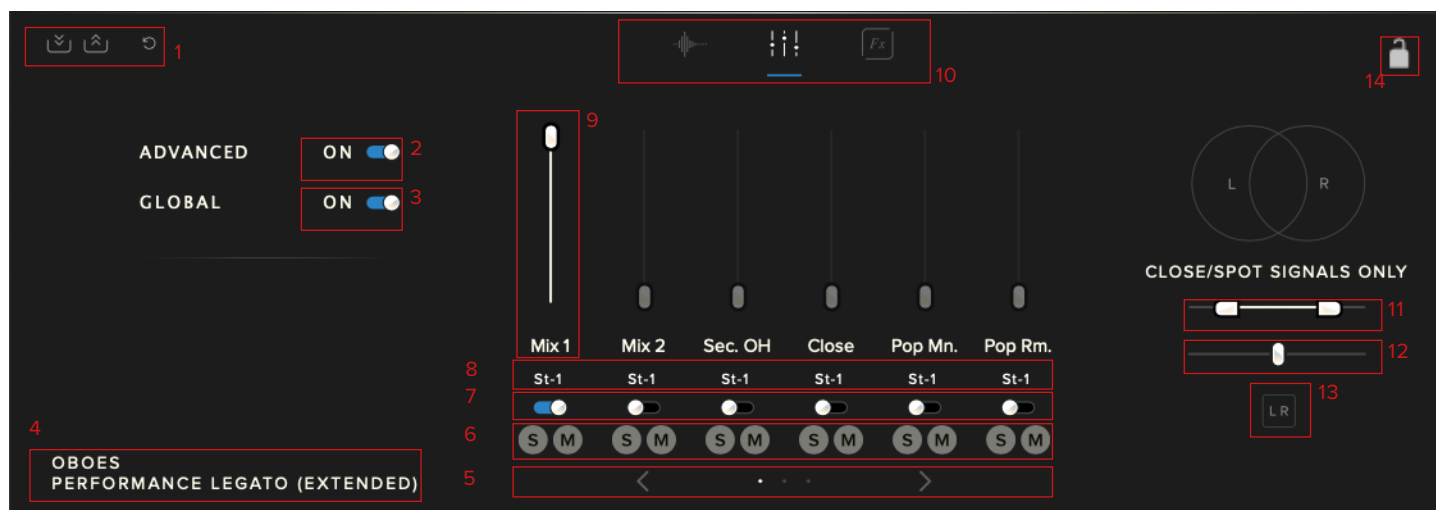 1
10
14
Fx
ADVANCED ON 2
GLOBAL ON 3
9
L R
CLOSE/SPOT SIGNALS ONLY
11
12
Mix 1 Mix 2 Sec. OH Close Pop Mn. Pop Rm.
8 St-1 St-1 St-1 St-1 St-1 St-1
7
13
L R
6 S M S M S M S M S M S M
5
4
OBOES
PERFORMANCE LEGATO (EXTENDED)